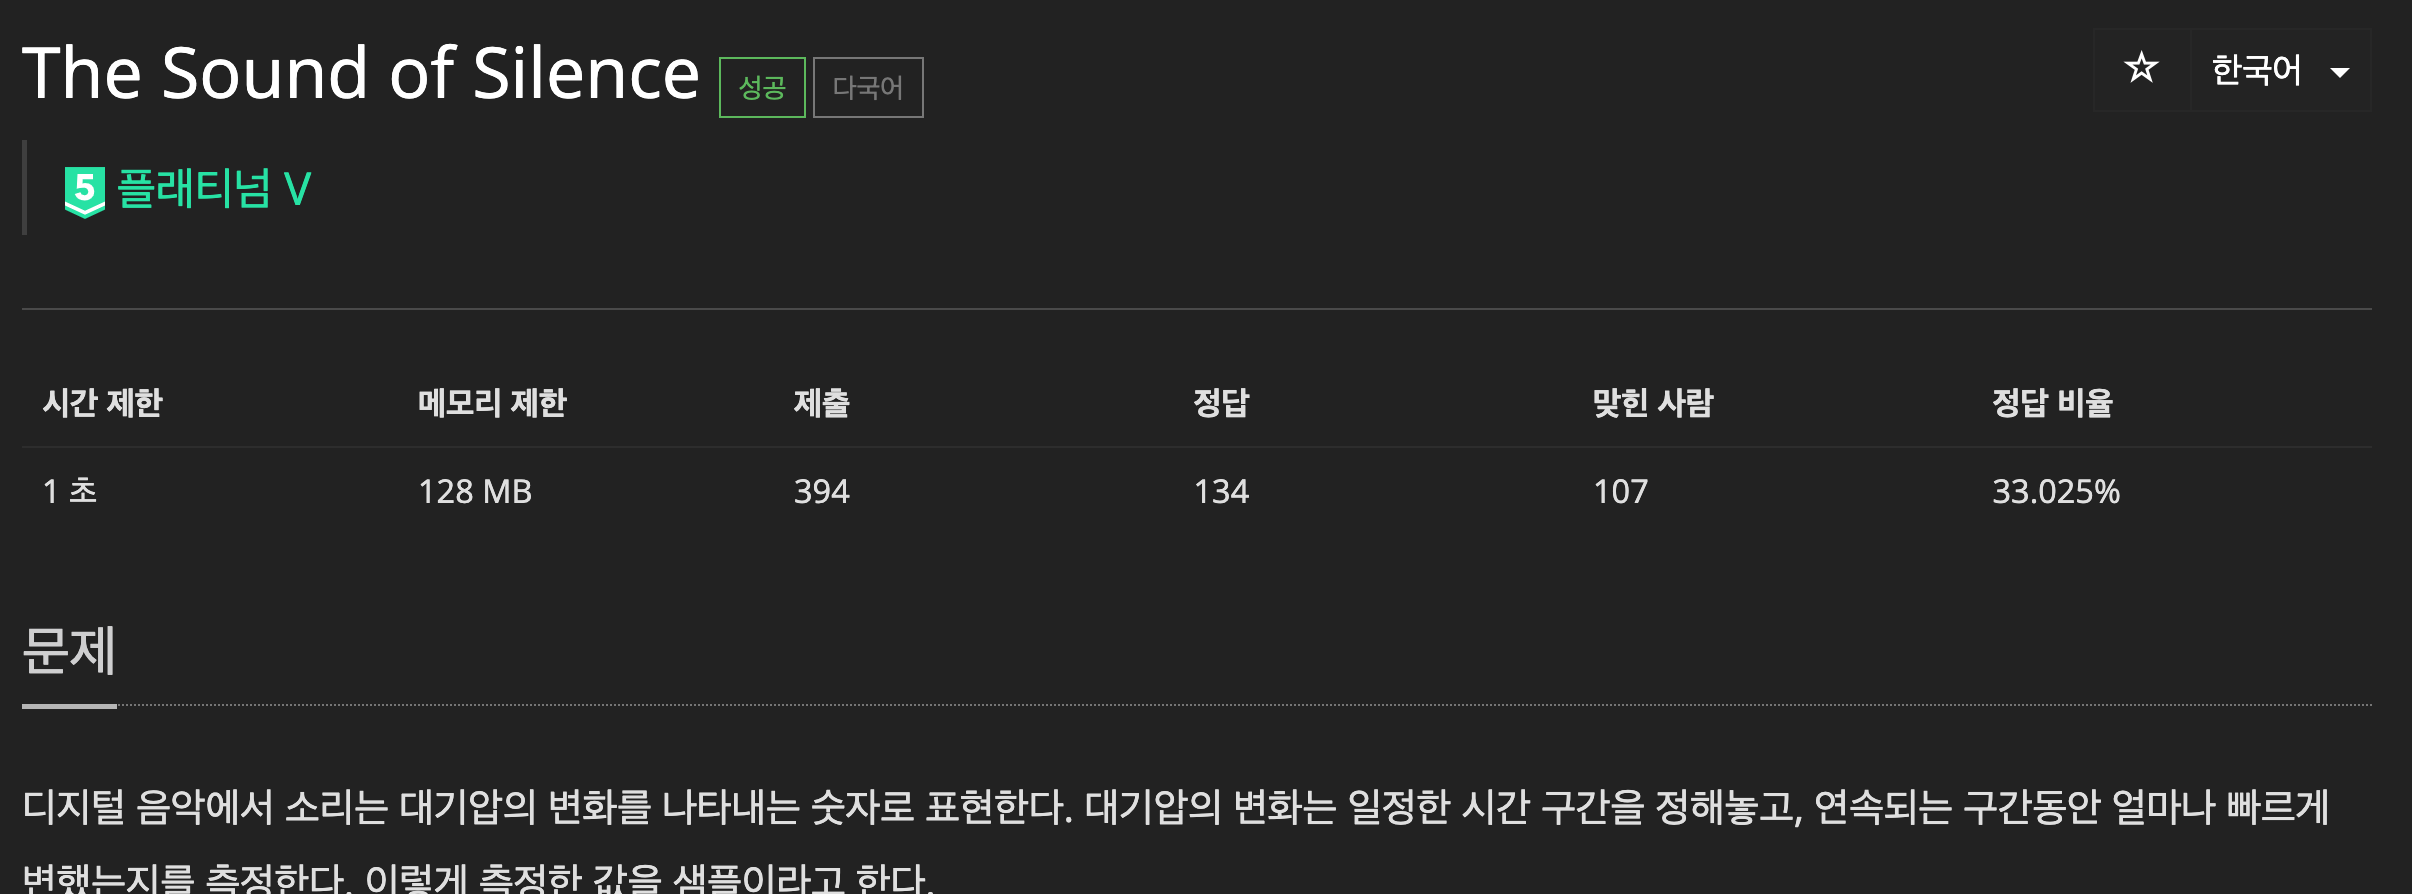 The Sound of Silence 성공 다국어 ☆ 한국어
5 플래티넘 V
시간 제한 메모리 제한 제출 정답 맞힌 사람 정답 비율
1 초 128 MB 394 134 107 33.025%
문제
디지털 음악에서 소리는 대기압의 변화를 나타내는 숫자로 표현한다. 대기압의 변화는 일정한 시간 구간을 정해놓고, 연속되는 구간동안 얼마나 빠르게
변했는지를 측정한다. 이렇게 측정한 값을 샘플이라고 한다.